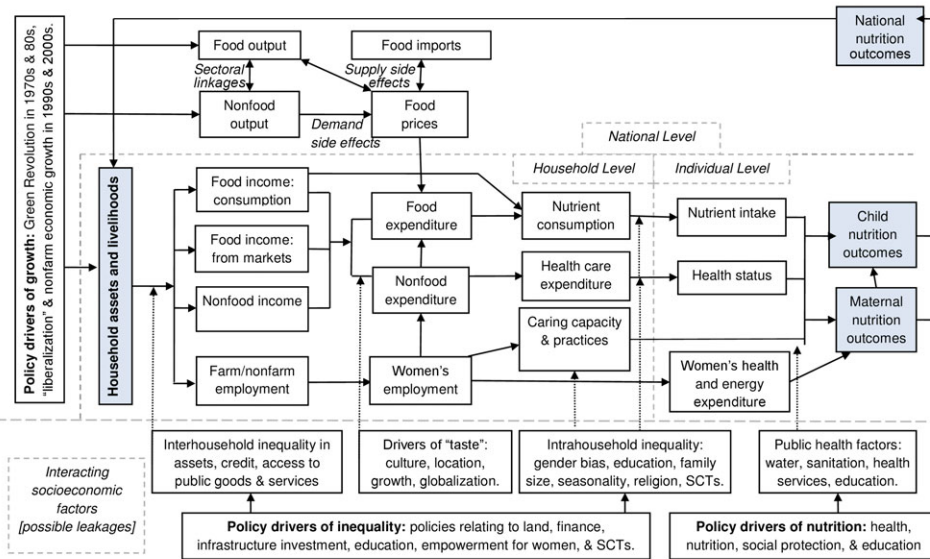 Policy drivers of growth: Green Revolution in 1970s & 80s,
“liberalization” & nonfarm economic growth in 1990s & 2000s.
Food output
Food imports
National
nutrition
outcomes
Sectoral
linkages
Supply side
effects
Nonfood
output
Demand
side effects
Food
prices
National Level
Household Level
Individual Level
Household assets and livelihoods
Food income:
consumption
Food
expenditure
Nutrient
consumption
Nutrient intake
Child
nutrition
outcomes
Food income:
from markets
Nonfood
expenditure
Health care
expenditure
Health status
Nonfood income
Caring capacity
& practices
Maternal
nutrition
outcomes
Farm/nonfarm
employment
Women’s
employment
Women’s health
and energy
expenditure
Interacting
socioeconomic
factors
[possible leakages]
Interhousehold inequality in
assets, credit, access to
public goods & services
Drivers of “taste”:
culture, location,
growth, globalization.
Intrahousehold inequality:
gender bias, education, family
size, seasonality, religion, SCTs.
Public health factors:
water, sanitation, health
services, education.
Policy drivers of inequality: policies relating to land, finance,
infrastructure investment, education, empowerment for women, & SCTs.
Policy drivers of nutrition: health,
nutrition, social protection, & education